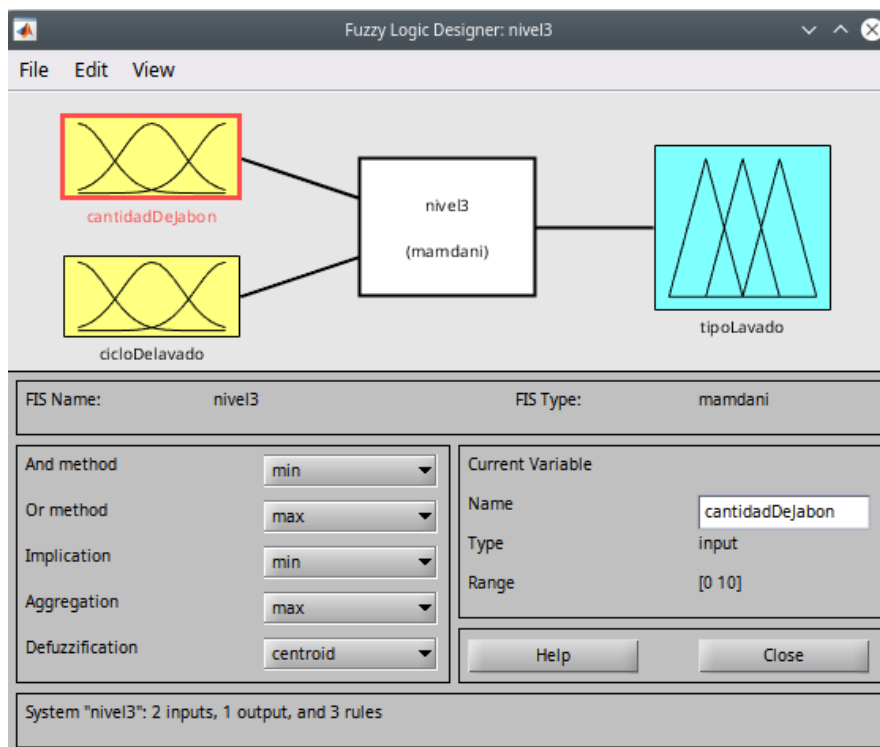 Fuzzy Logic Designer: nivel3
File Edit View
cantidadDeJabon
cicloDelavado
nivel3
(mamdani)
tipoLavado
FIS Name: nivel3 FIS Type: mamdani
And method min
Or method max
Implication min
Aggregation max
Defuzzification centroid
Current Variable
Name cantidadDeJabon
Type input
Range [0 10]
Help Close
System "nivel3": 2 inputs, 1 output, and 3 rules